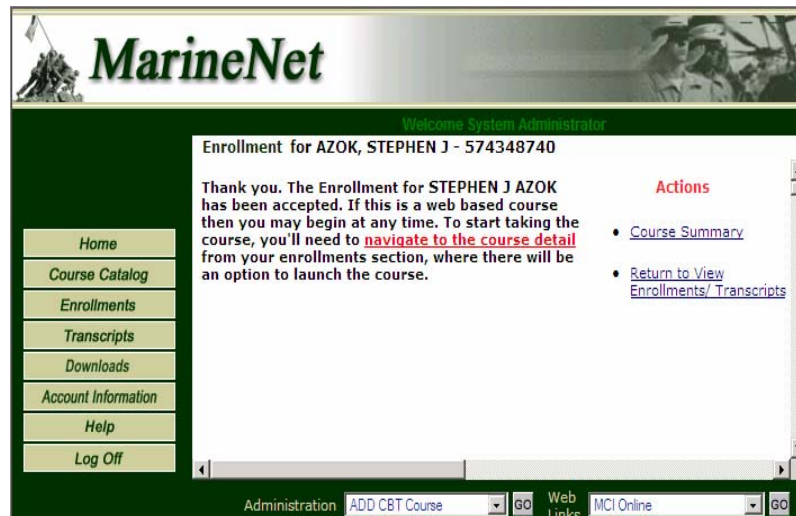 MarineNet
Welcome System Administrator
Enrollment for AZOK, STEPHEN J - 574348740
Thank you. The Enrollment for STEPHEN J AZOK
has been accepted. If this is a web based course
then you may begin at any time. To start taking the
course, you'll need to navigate to the course detail
from your enrollments section, where there will be
an option to launch the course.
Actions
Course Summary
Return to View
Enrollments/ Transcripts
Home
Course Catalog
Enrollments
Transcripts
Downloads
Account Information
Help
Log Off
Administration ADD CBT Course GO Web Links MCI Online GO